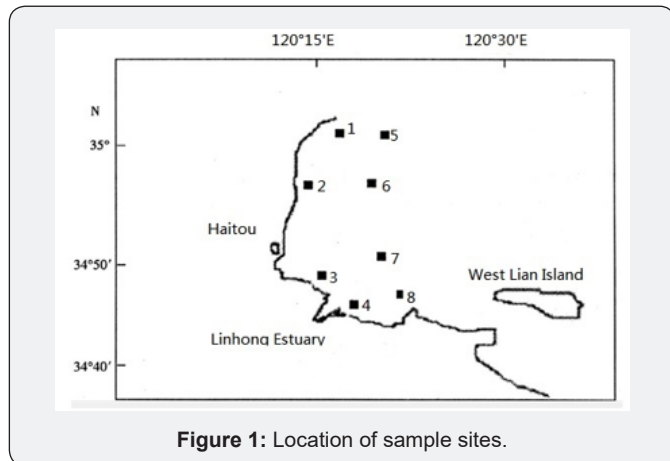 120°15' 120°30'
N
35°
1 5
2 6
Haitou
34°50'
7
3
West Lian Island
8
4
Linhong Estuary
34°40'
Figure 1: Location of sample sites.